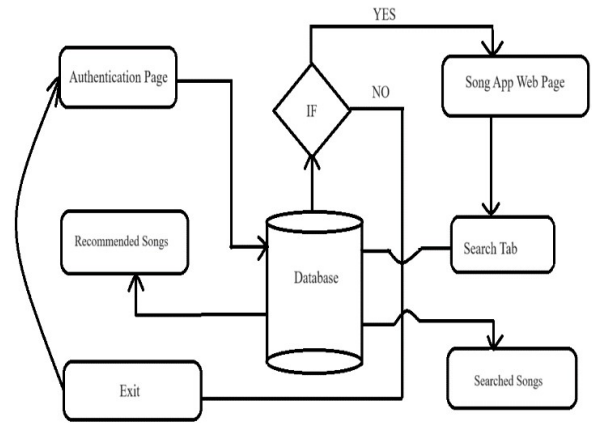 YES
Authentication Page
Song App Web Page
IF
NO
Recommended Songs
Search Tab
Database
Exit
Searched Songs